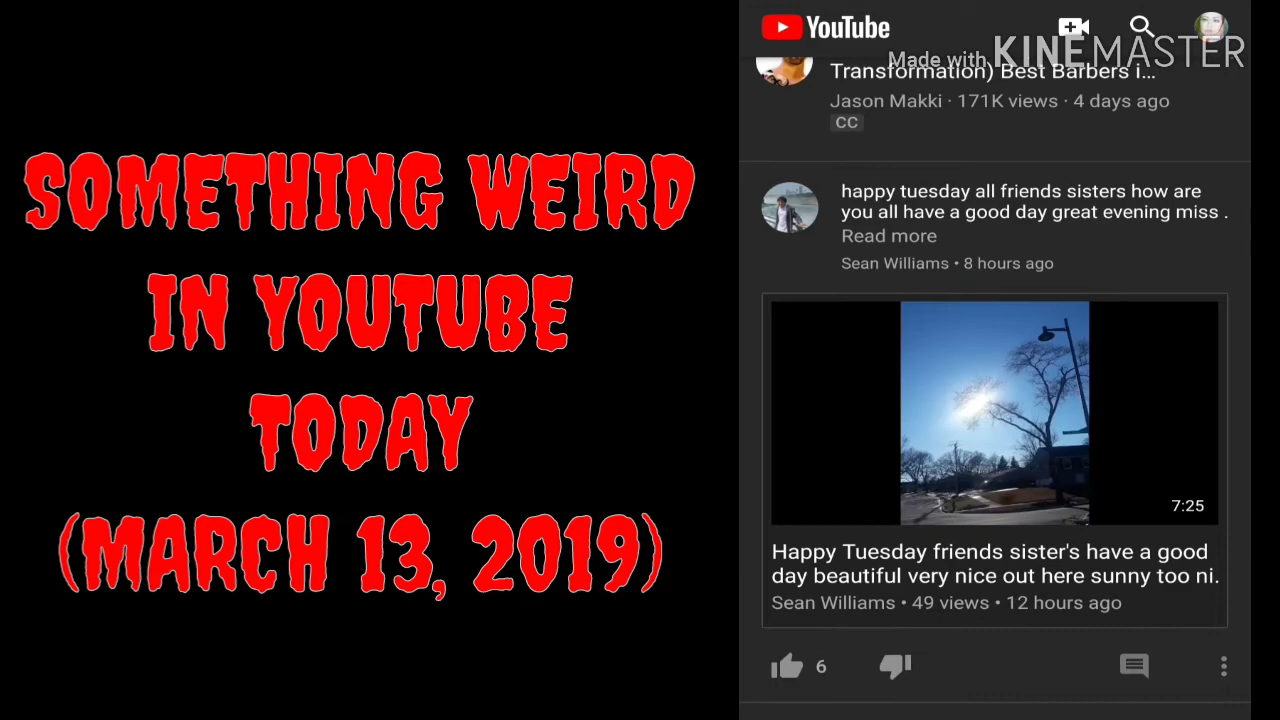 SOMETHING WEIRD
IN YOUTUBE
TODAY
(MARCH 13, 2019)
YouTube
Made with KINEMASTER
Transformation) Best Barbers i...
Jason Makki · 171K views · 4 days ago
CC
happy tuesday all friends sisters how are
you all have a good day great evening miss .
Read more
Sean Williams • 8 hours ago
7:25
Happy Tuesday friends sister's have a good
day beautiful very nice out here sunny too ni.
Sean Williams • 49 views • 12 hours ago
6